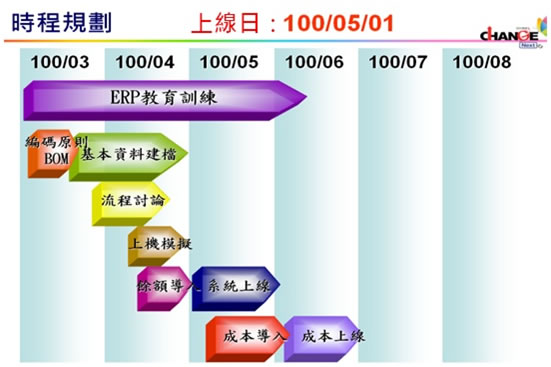 時程規劃
上線日：100/05/01
CHANGE
Next
100/03
100/04
100/05
100/06
100/07
100/08
ERP教育訓練
編碼原則
BOM
基本資料建檔
流程討論
上機模擬
餘額導入
系統上線
成本導入
成本上線